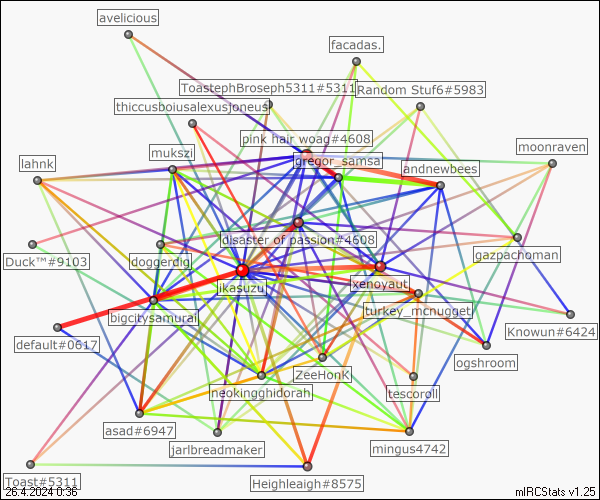 avelicious
facadas.
ToastephBroseph5311#5311
Random Stuf6#5983
thiccusboiusalexusjoneus
pink hair woag#4608
mukszi
gregor_samsa
moonraven
lahnk
andnewbees
disaster of passion#4608
Duck™#9103
doggerdig
gazpachoman
ikasuzu
xenoyaut
bigcitysamurai
turkey_mcnugget
Knowun#6424
default#0617
ogshroom
ZeeHonK
neokingghidorah
tescoroll
asad#6947
jarlbreadmaker
mingus4742
Toast#5311
Heighleaigh#8575
26.4.2024 0:36
mIRCStats v1.25